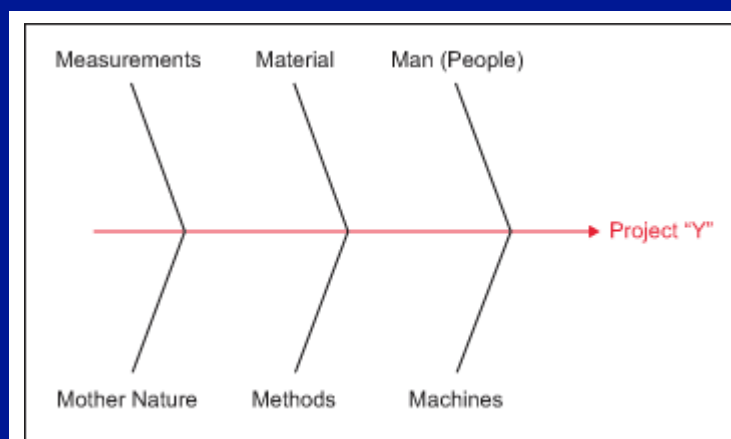 Measurements
Material
Man (People)
Project “Y”
Mother Nature
Methods
Machines